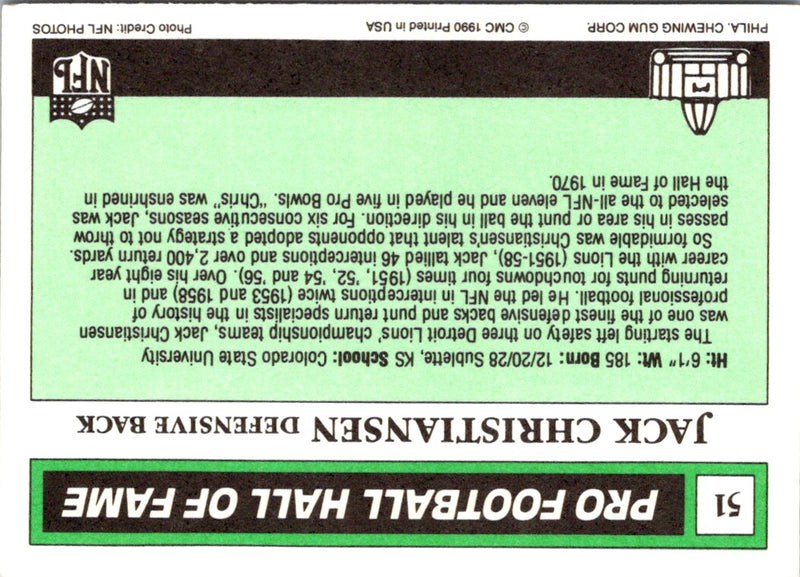 51
PRO FOOTBALL HALL OF FAME
JACK CHRISTIANSEN DEFENSIVE BACK
Ht: 6'1" Wt: 185 Born: 12/20/28 Sublette, KS School: Colorado State University
The starting left safety on three Detroit Lions' championship teams, Jack Christiansen
was one of the finest defensive backs and punt return specialists in the history of
professional football. He led the NFL in interceptions twice (1953 and 1958) and in
returning punts for touchdowns four times (1951, '52, '54 and '56). Over his eight year
career with the Lions (1951-58), Jack tallied 46 interceptions and over 2,400 return yards.
So formidable was Christiansen's talent that opponents adopted a strategy not to throw
passes in his area or punt the ball in his direction. For six consecutive seasons, Jack was
selected to the all-NFL eleven and he played in five Pro Bowls. "Chris" was enshrined in
the Hall of Fame in 1970.
NFL
PHILA. CHEWING GUM CORP. © CMC 1990 Printed in USA Photo Credit: NFL PHOTOS